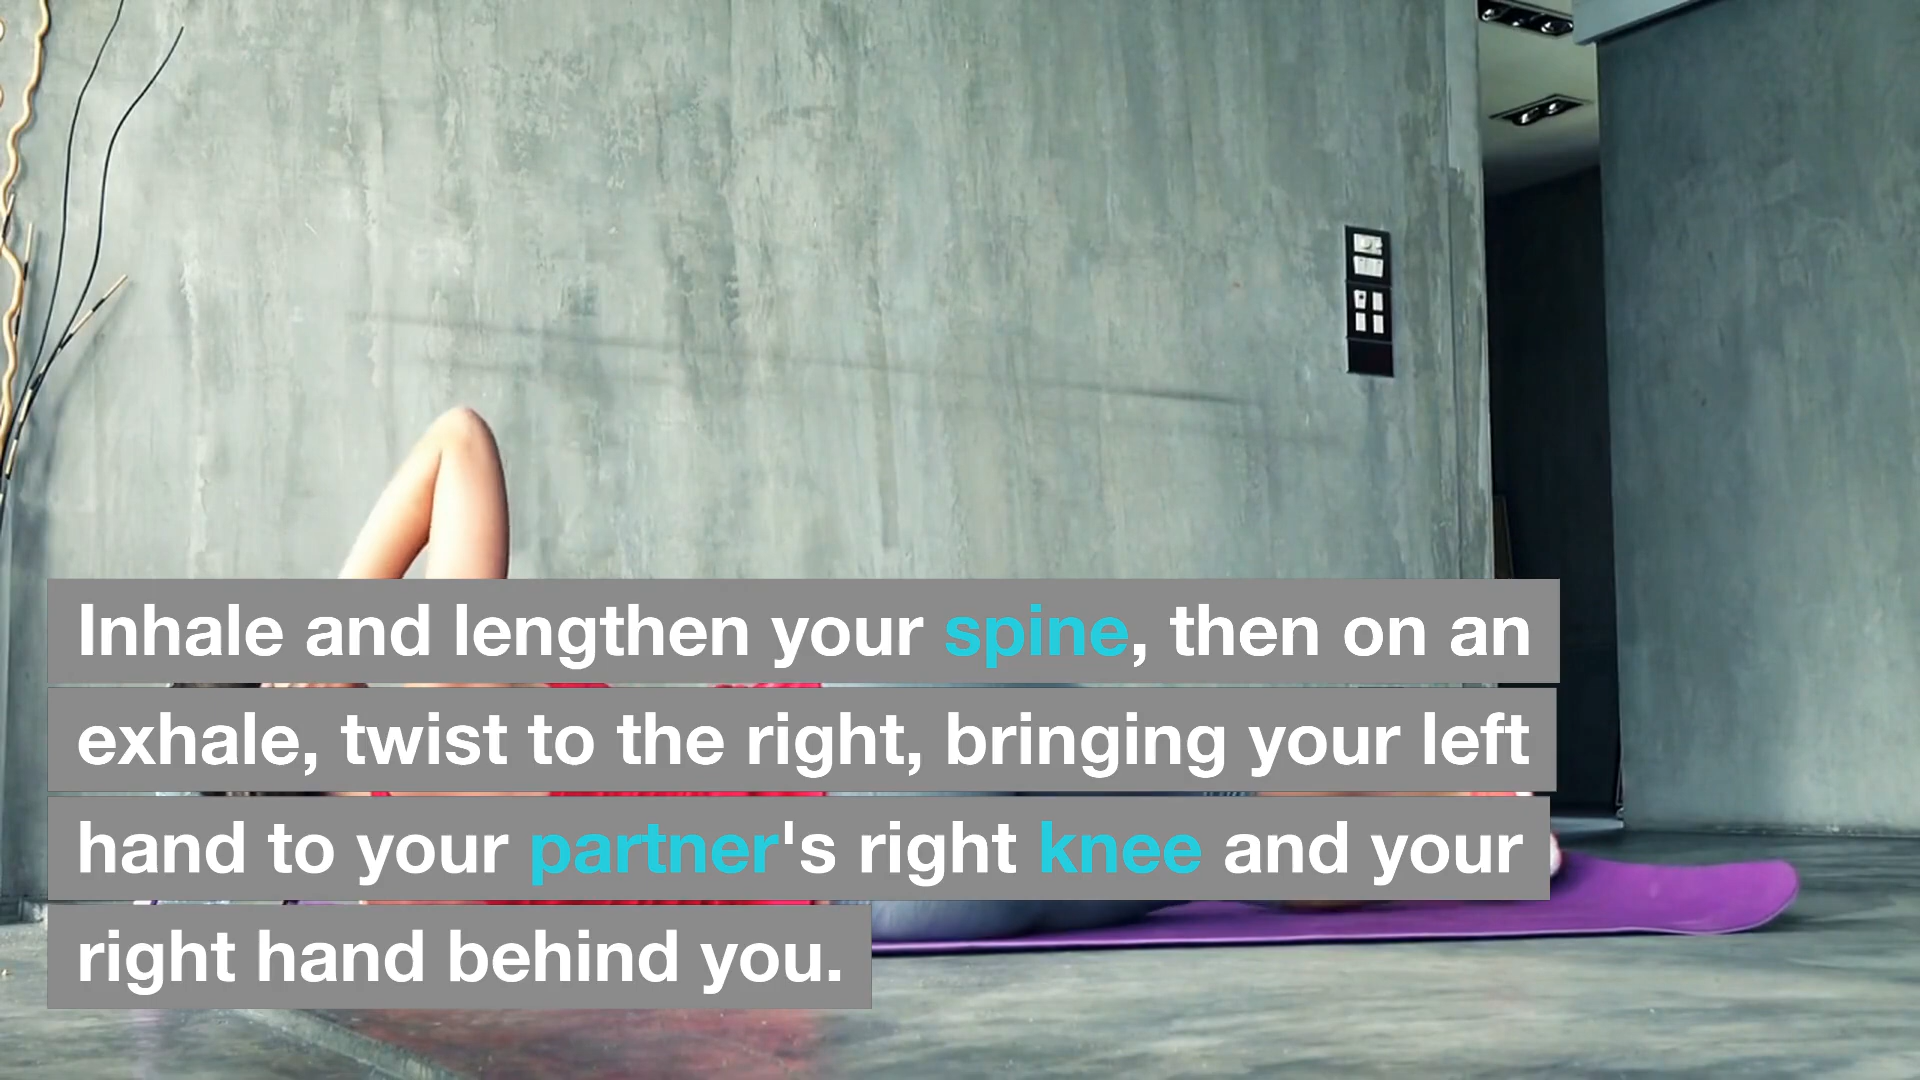 Inhale and lengthen your spine, then on an
exhale, twist to the right, bringing your left
hand to your partner's right knee and your
right hand behind you.